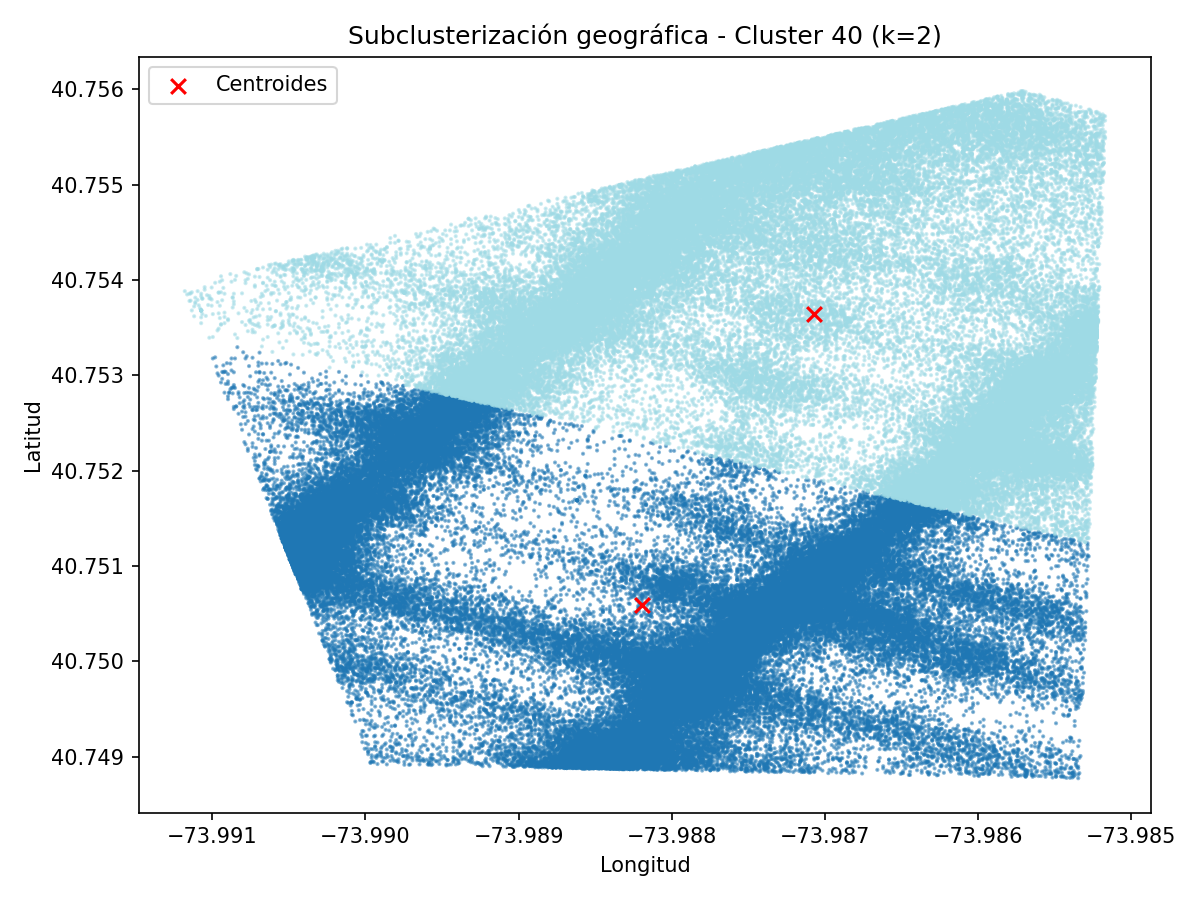 Subclusterización geográfica - Cluster 40 (k=2)
Centroides
40.756
40.755
40.754
40.753
40.752
40.751
40.750
40.749
Latitud
−73.991 −73.990 −73.989 −73.988 −73.987 −73.986 −73.985
Longitud